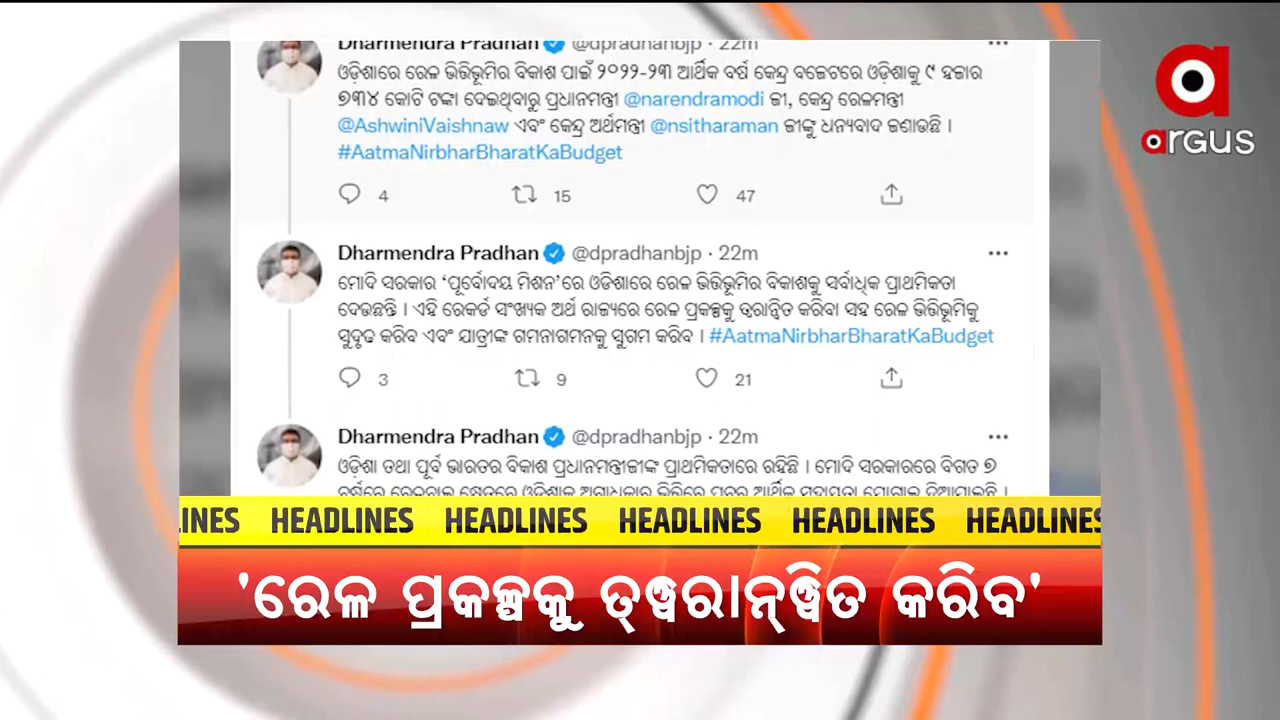 Dharmendra Pradhan @dpradhanbjp · 22m
ଓଡ଼ିଶାରେ ରେଳ ଭିତ୍ତିଭୂମିର ବିକାଶ ପାଇଁ ୨୦୨୨-୨୩ ଆର୍ଥିକ ବର୍ଷ କେନ୍ଦ୍ର ବଜେଟରେ ଓଡ଼ିଶାକୁ ୯ ହଜାର
୭୩୪ କୋଟି ଟଙ୍କା ଦେଇଥିବାରୁ ପ୍ରଧାନମନ୍ତ୍ରୀ @narendramodi ଜୀ, କେନ୍ଦ୍ର ରେଳମନ୍ତ୍ରୀ
@AshwiniVaishnaw ଏବଂ କେନ୍ଦ୍ର ଅର୍ଥମନ୍ତ୍ରୀ @nsitharaman ଜୀଙ୍କୁ ଧନ୍ୟବାଦ ଜଣାଉଛି ।
#AatmaNirbharBharatKaBudget
4 15 47
Dharmendra Pradhan @dpradhanbjp · 22m
ମୋଦି ସରକାର ‘ପୂର୍ବୋଦୟ ମିଶନ’ରେ ଓଡିଶାରେ ରେଳ ଭିତ୍ତିଭୂମିର ବିକାଶକୁ ସର୍ବାଧିକ ପ୍ରାଥମିକତା
ଦେଉଛନ୍ତି । ଏହି ରେକର୍ଡ ସଂଖ୍ୟକ ଅର୍ଥ ରାଜ୍ୟରେ ରେଳ ପ୍ରକଳ୍ପକୁ ତ୍ୱରାନ୍ୱିତ କରିବା ସହ ରେଳ ଭିତ୍ତିଭୂମିକୁ
ସୁଦୃଢ କରିବ ଏବଂ ଯାତ୍ରୀଙ୍କ ଗମନାଗମନକୁ ସୁଗମ କରିବ । #AatmaNirbharBharatKaBudget
3 9 21
Dharmendra Pradhan @dpradhanbjp · 22m
ଓଡ଼ିଶା ତଥା ପୂର୍ବ ଭାରତର ବିକାଶ ପ୍ରଧାନମନ୍ତ୍ରୀଜୀଙ୍କ ପ୍ରାଥମିକତାରେ ରହିଛି । ମୋଦି ସରକାରରେ ବିଗତ ୭
LINES HEADLINES HEADLINES HEADLINES HEADLINES HEADLINES
'ରେଳ ପ୍ରକଳ୍ପକୁ ତ୍ୱରାନ୍ୱିତ କରିବ'
argus